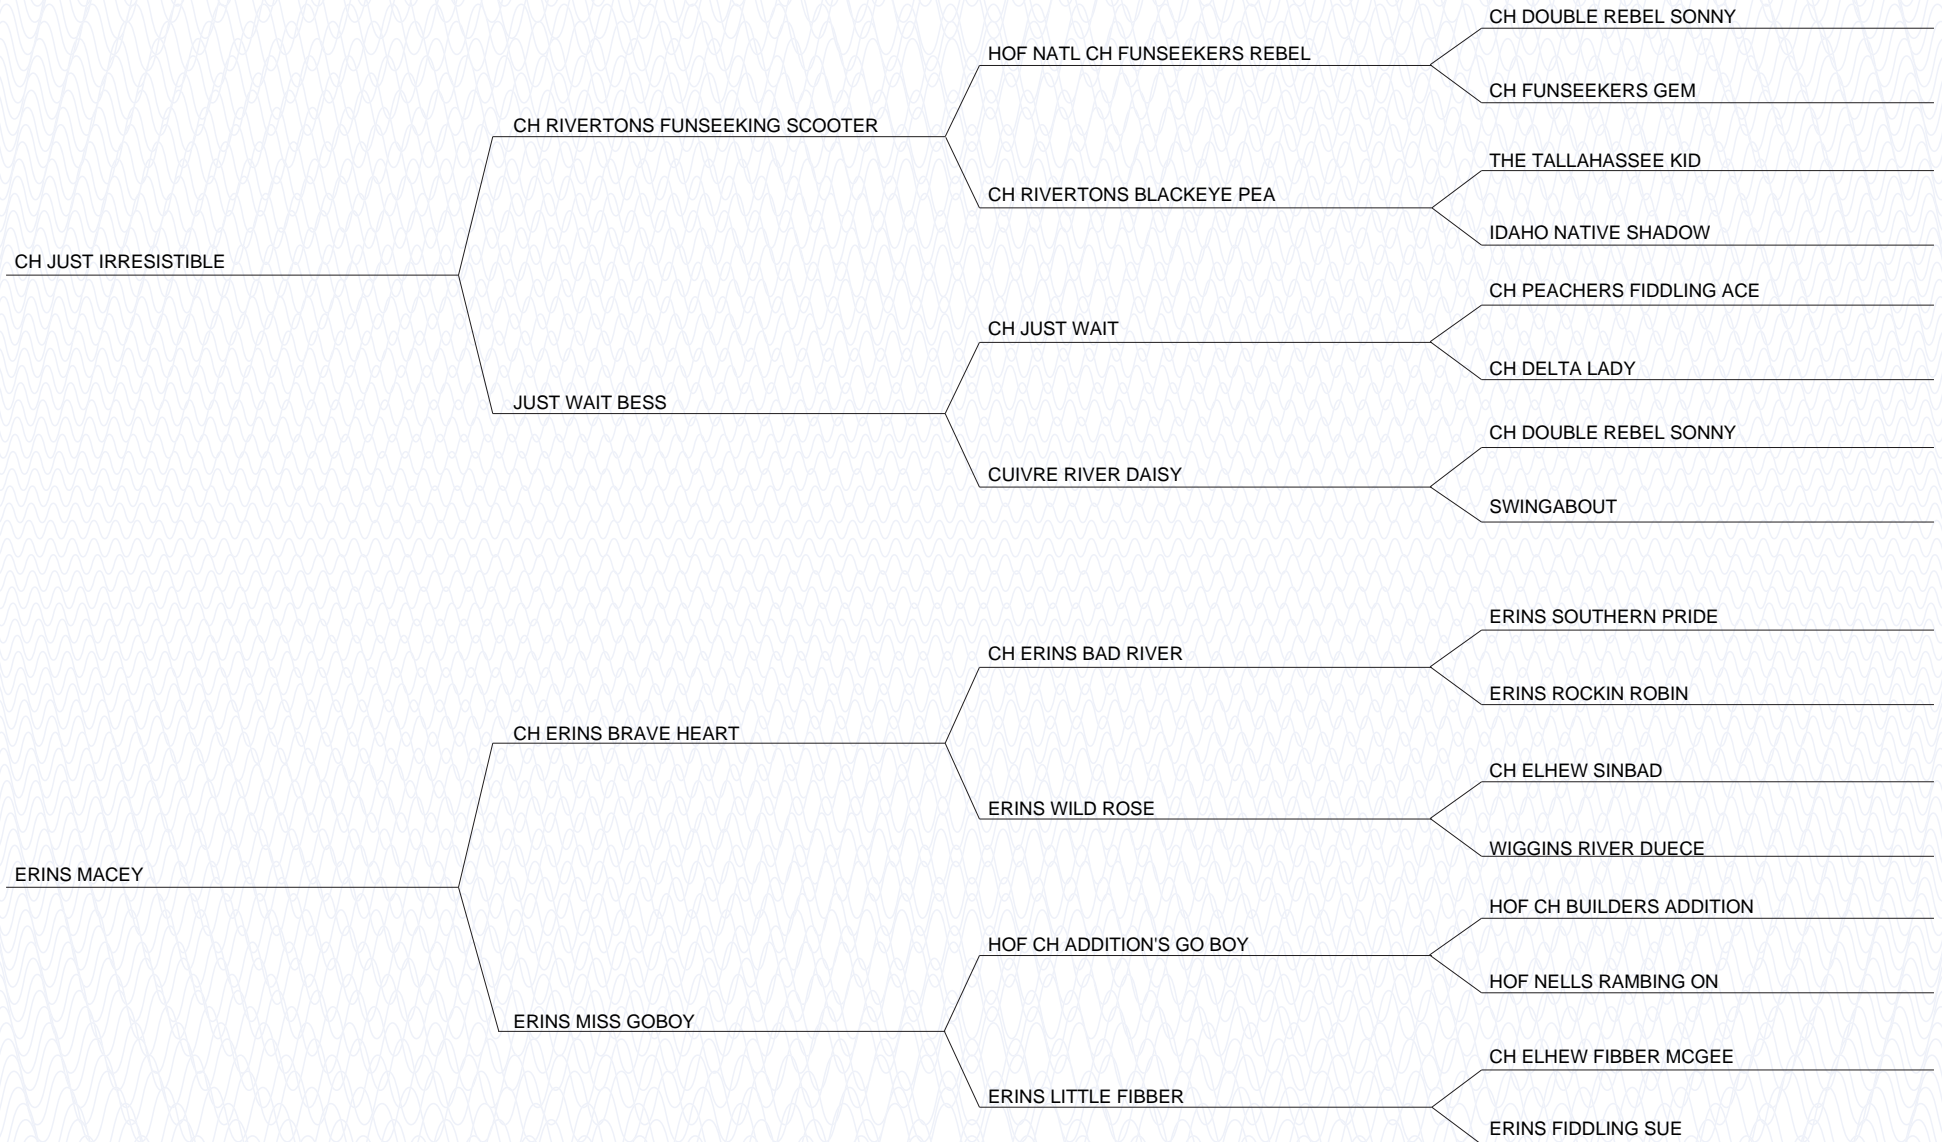 CH DOUBLE REBEL SONNY
HOF NATL CH FUNSEEKERS REBEL
CH FUNSEEKERS GEM
CH RIVERTONS FUNSEEKING SCOOTER
THE TALLAHASSEE KID
CH RIVERTONS BLACKEYE PEA
IDAHO NATIVE SHADOW
CH JUST IRRESISTIBLE
CH PEACHERS FIDDLING ACE
CH JUST WAIT
CH DELTA LADY
JUST WAIT BESS
CH DOUBLE REBEL SONNY
CUIVRE RIVER DAISY
SWINGABOUT
ERINS SOUTHERN PRIDE
CH ERINS BAD RIVER
ERINS ROCKIN ROBIN
CH ERINS BRAVE HEART
CH ELHEW SINBAD
ERINS WILD ROSE
WIGGINS RIVER DUECE
ERINS MACEY
HOF CH BUILDERS ADDITION
HOF CH ADDITION'S GO BOY
HOF NELLS RAMBING ON
ERINS MISS GOBOY
CH ELHEW FIBBER MCGEE
ERINS LITTLE FIBBER
ERINS FIDDLING SUE